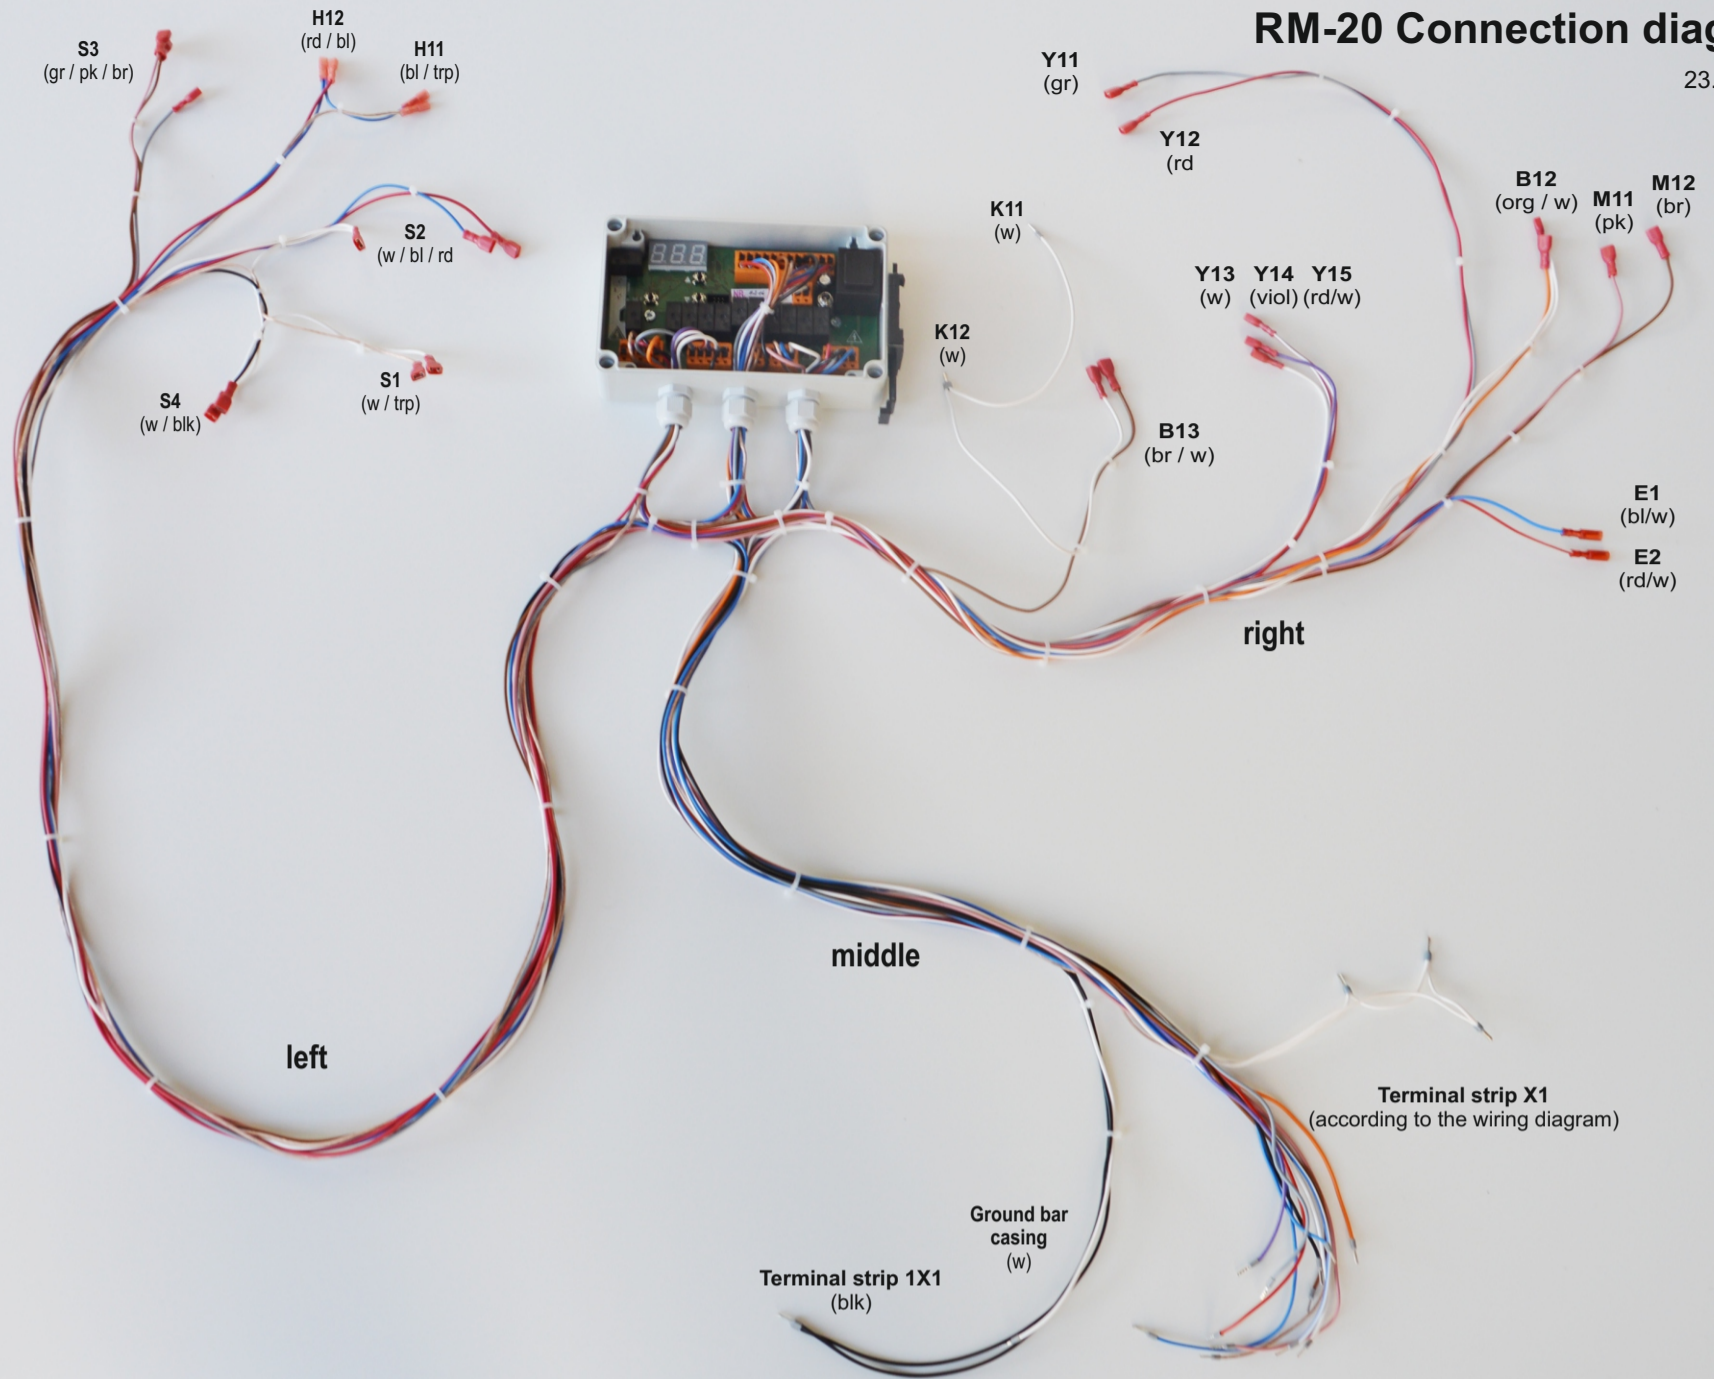 RM-20 Connection diag
23.
H12
(rd / bl)
S3
(gr / pk / br)
H11
(bl / trp)
Y11
(gr)
Y12
(rd
B12
(org / w)
M11
(pk)
M12
(br)
S2
(w / bl / rd
K11
(w)
Y13 Y14 Y15
(w) (viol) (rd/w)
K12
(w)
S1
(w / trp)
S4
(w / blk)
B13
(br / w)
E1
(bl/w)
E2
(rd/w)
right
middle
left
Terminal strip X1
(according to the wiring diagram)
Ground bar
casing
(w)
Terminal strip 1X1
(blk)